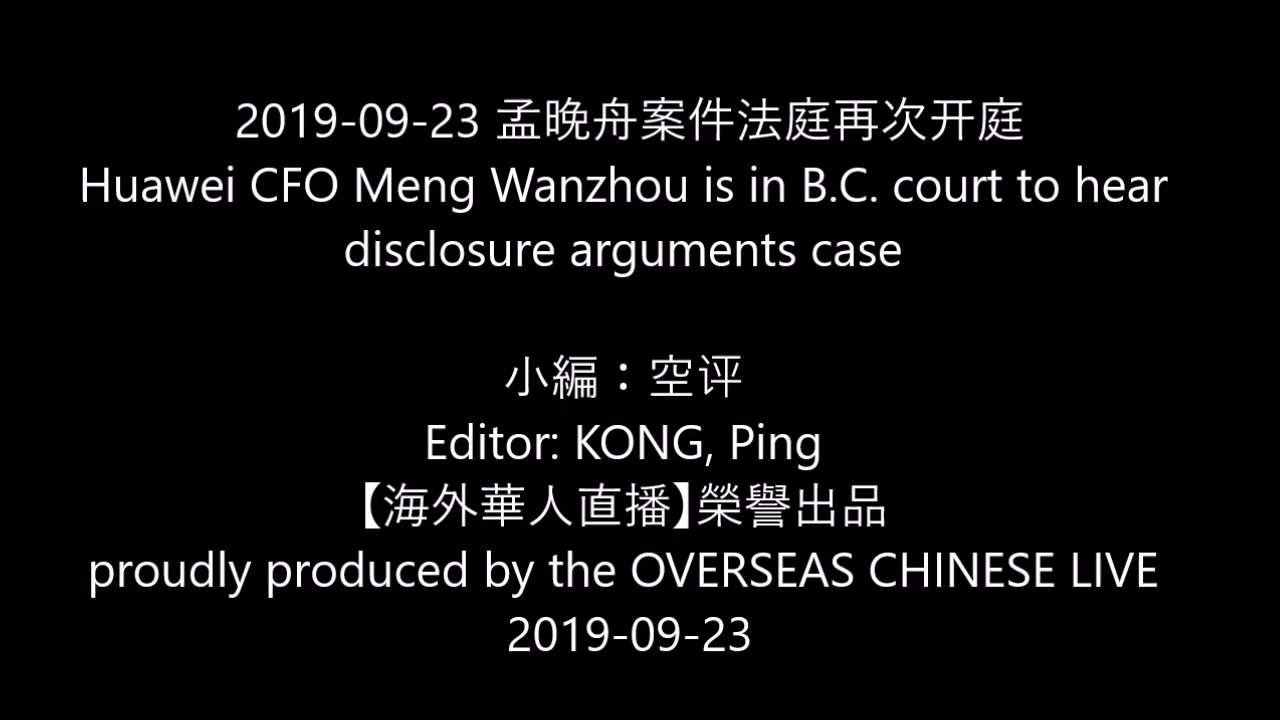 2019-09-23 孟晚舟案件法庭再次开庭
Huawei CFO Meng Wanzhou is in B.C. court to hear
disclosure arguments case
小編：空评
Editor: KONG, Ping
【海外華人直播】榮譽出品
proudly produced by the OVERSEAS CHINESE LIVE
2019-09-23